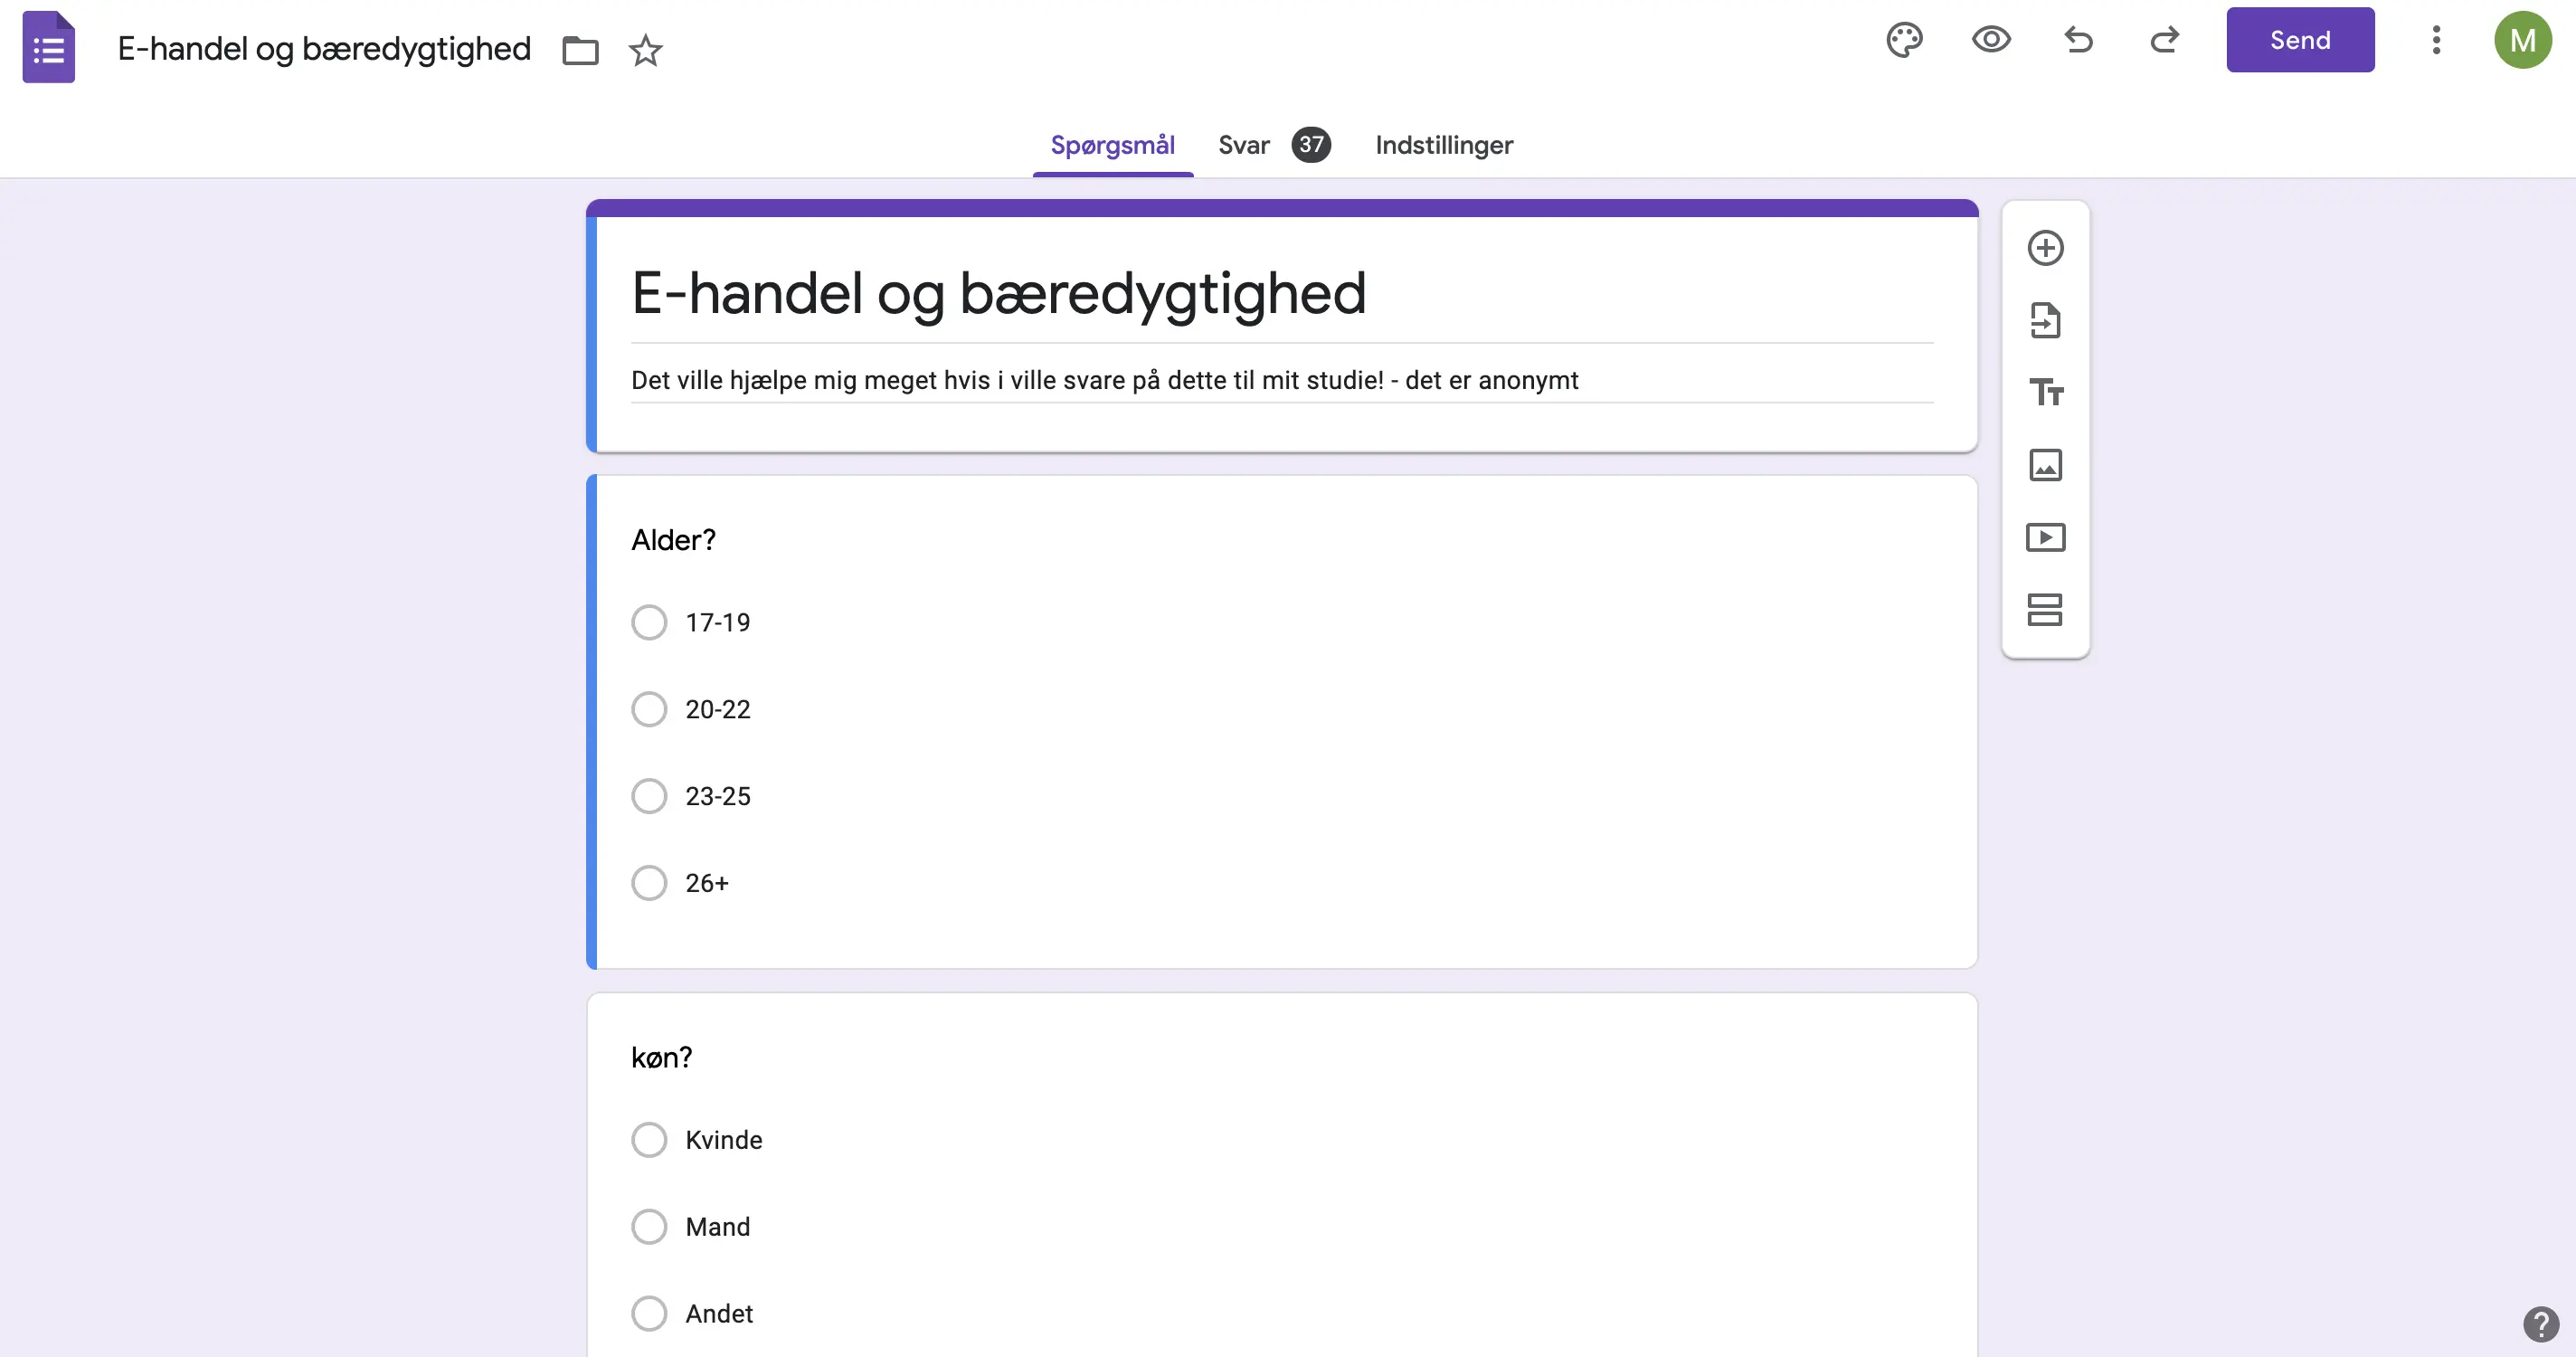 E-handel og bæredygtighed
Send
M
Spørgsmål Svar 37 Indstillinger
E-handel og bæredygtighed
Det ville hjælpe mig meget hvis i ville svare på dette til mit studie! - det er anonymt
Alder?
17-19
20-22
23-25
26+
køn?
Kvinde
Mand
Andet